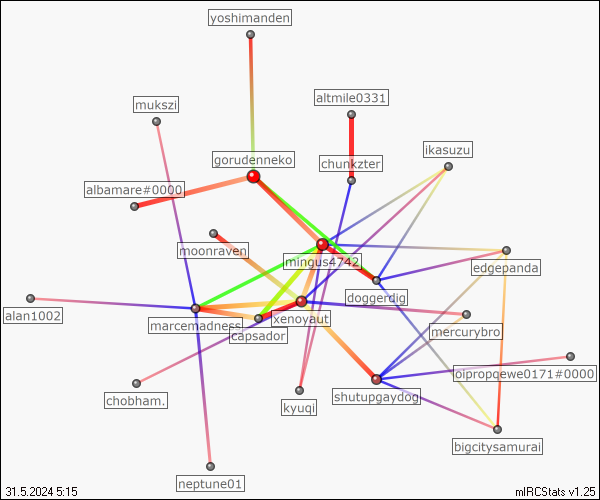 yoshimanden
mukszi
altmile0331
ikasuzu
gorudenneko
chunkzter
albamare#0000
moonraven
mingus4742
edgepanda
doggerdig
alan1002
marcemadness
xenoyaut
mercurybro
capsador
oipropqewe0171#0000
chobham.
kyuqi
shutupgaydog
bigcitysamurai
neptune01
31.5.2024 5:15
mIRCStats v1.25